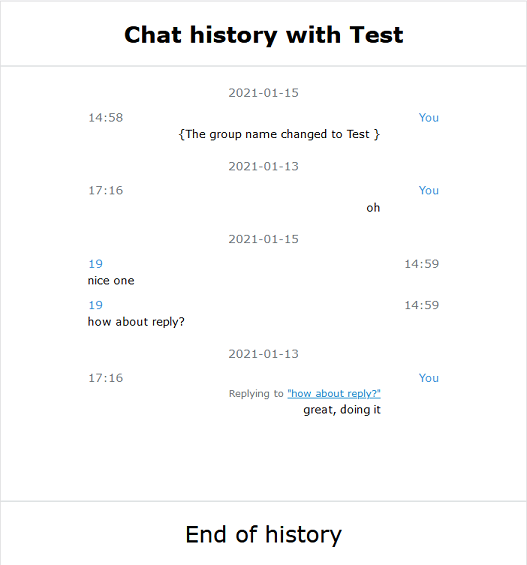 Chat history with Test
2021-01-15
14:58 You
{The group name changed to Test }
2021-01-13
17:16 You
oh
2021-01-15
19 14:59
nice one
19 14:59
how about reply?
2021-01-13
17:16 You
Replying to "how about reply?"
great, doing it
End of history